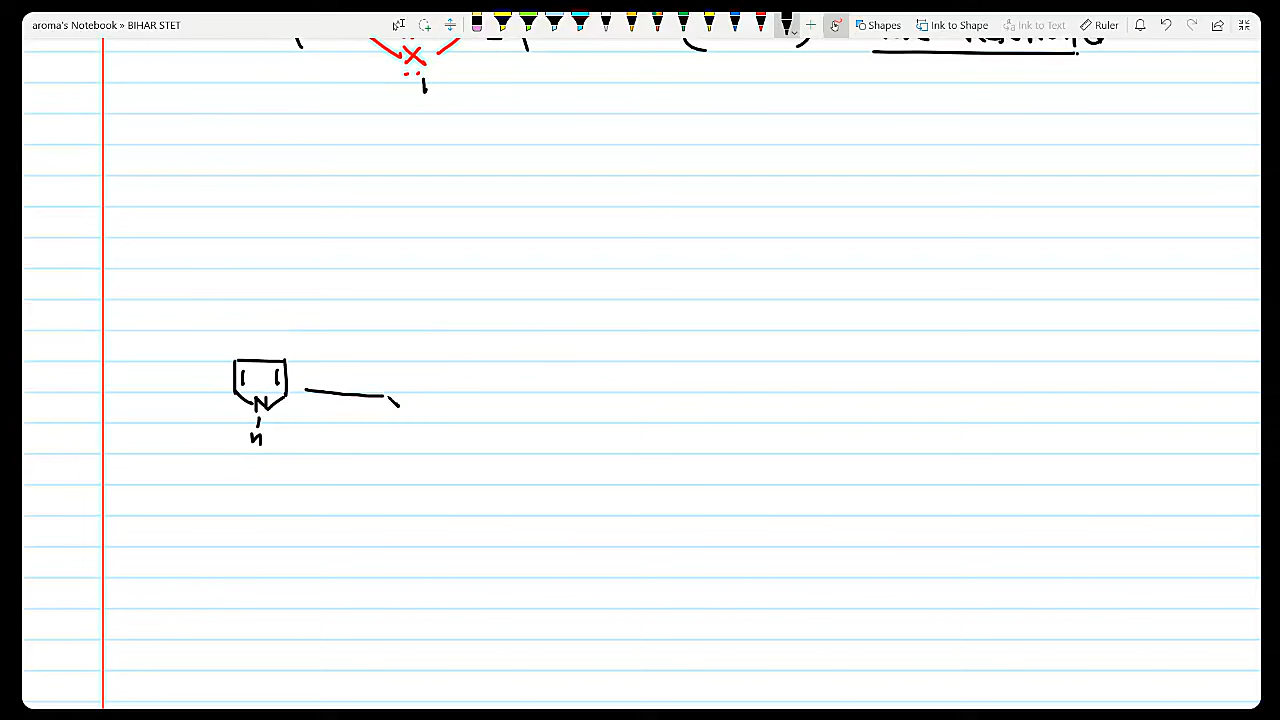 aroma's Notebook » BIHAR STET
Shapes Ink to Shape Ink to Text Ruler
N
H